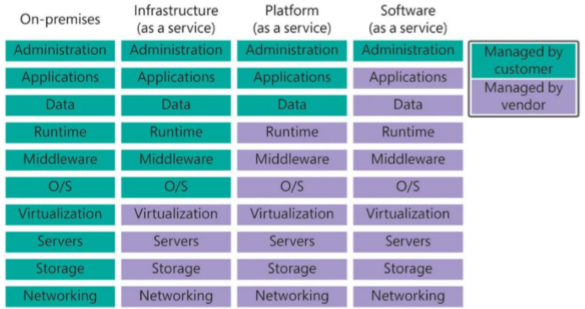 On-premises
Infrastructure
(as a service)
Platform
(as a service)
Software
(as a service)
Administration Administration Administration Administration
Applications Applications Applications Applications
Data Data Data Data
Runtime Runtime Runtime Runtime
Middleware Middleware Middleware Middleware
O/S O/S O/S O/S
Virtualization Virtualization Virtualization Virtualization
Servers Servers Servers Servers
Storage Storage Storage Storage
Networking Networking Networking Networking
Managed by
customer
Managed by
vendor